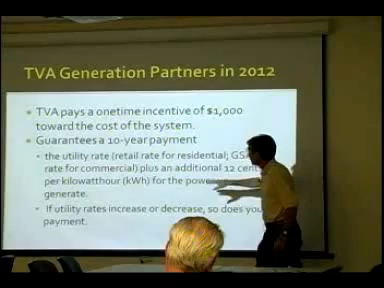 TVA Generation Partners in 2012
TVA pays a onetime incentive of $1,000
toward the cost of the system.
Guarantees a 10-year payment
the utility rate (retail rate for residential; GSA
rate for commercial) plus an additional 12 cent
per kilowatthour (kWh) for the powe
generate.
If utility rates increase or decrease, so does you
payment.